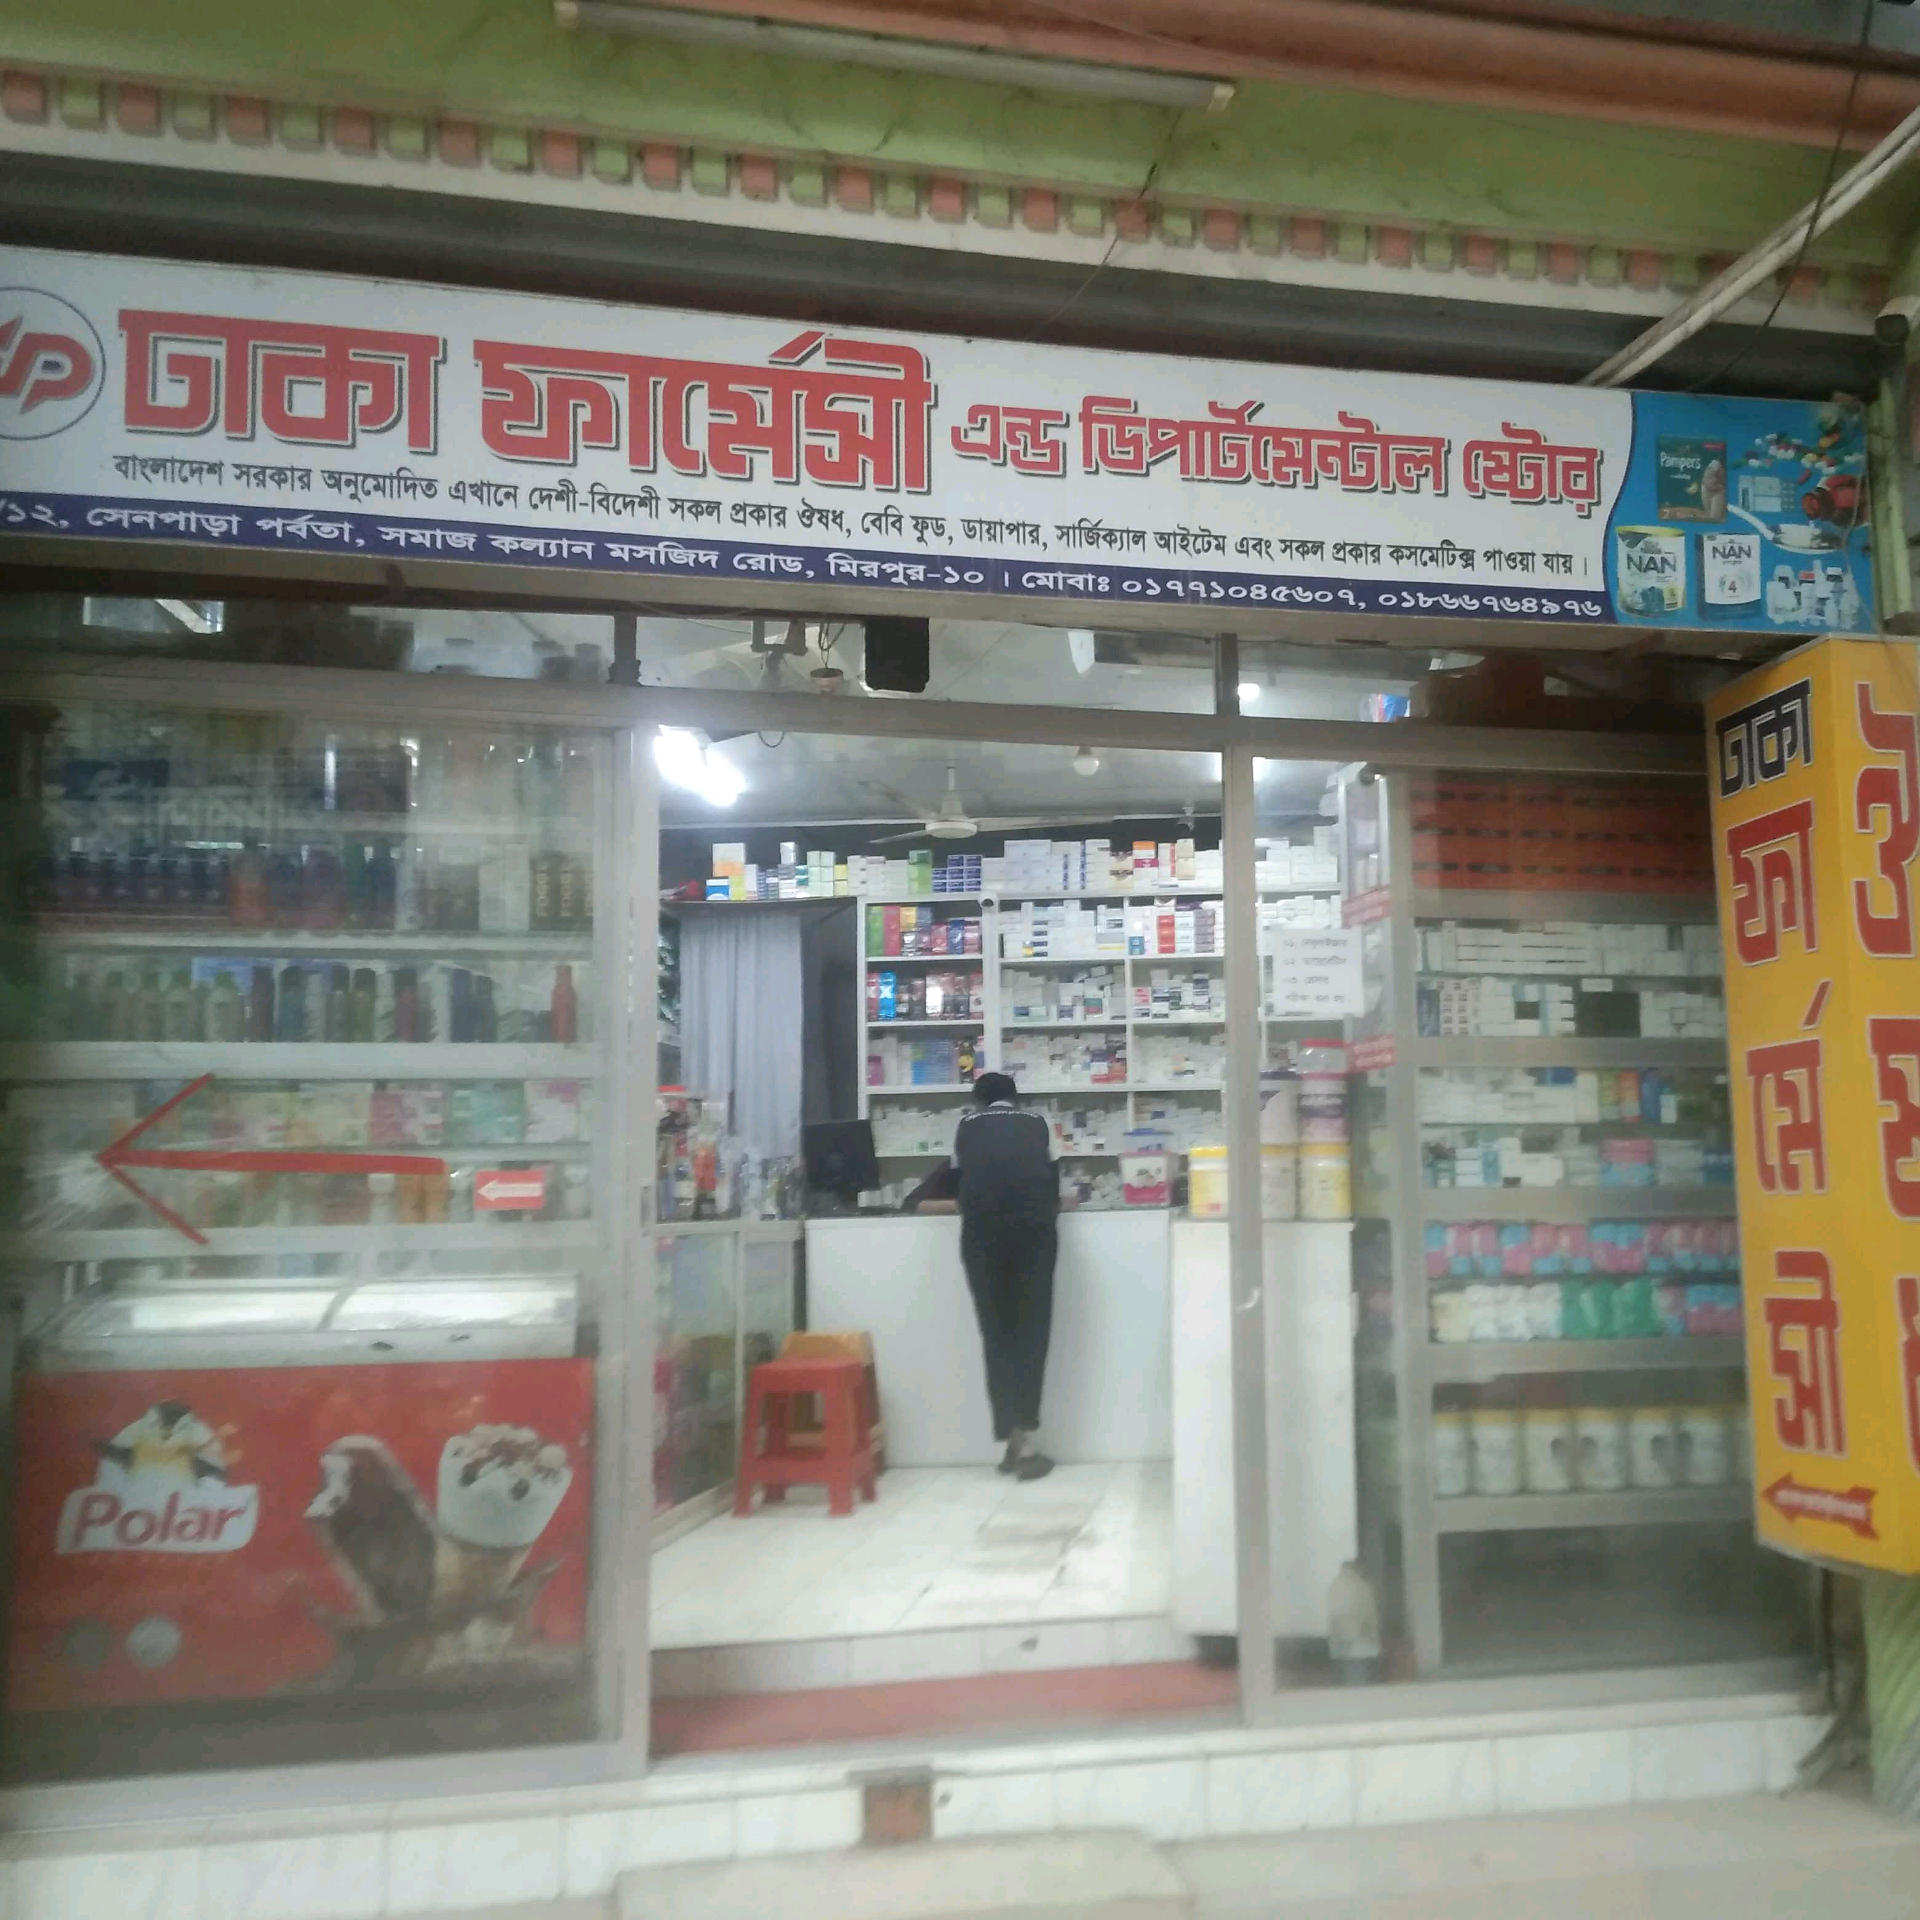 ঢাকা ফার্মেসী এন্ড ডিপার্টমেন্টাল ষ্টোর
বাংলাদেশ সরকার অনুমোদিত এখানে দেশী-বিদেশী সকল প্রকার ঔষধ, বেবি ফুড, ডায়াপার, সার্জিক্যাল আইটেম এবং সকল প্রকার কসমেটিক্স পাওয়া যায়।
/১২, সেনপাড়া পর্বতা, সমাজ কল্যান মসজিদ রোড, মিরপুর-১০ । মোবাঃ ০১৭৭১০৪৫৬০৭, ০১৮৬৬৭৬৪৯৭৬
Pampers
NAN
NAN
4
ঢাকা
ফার্মেসী
Polar